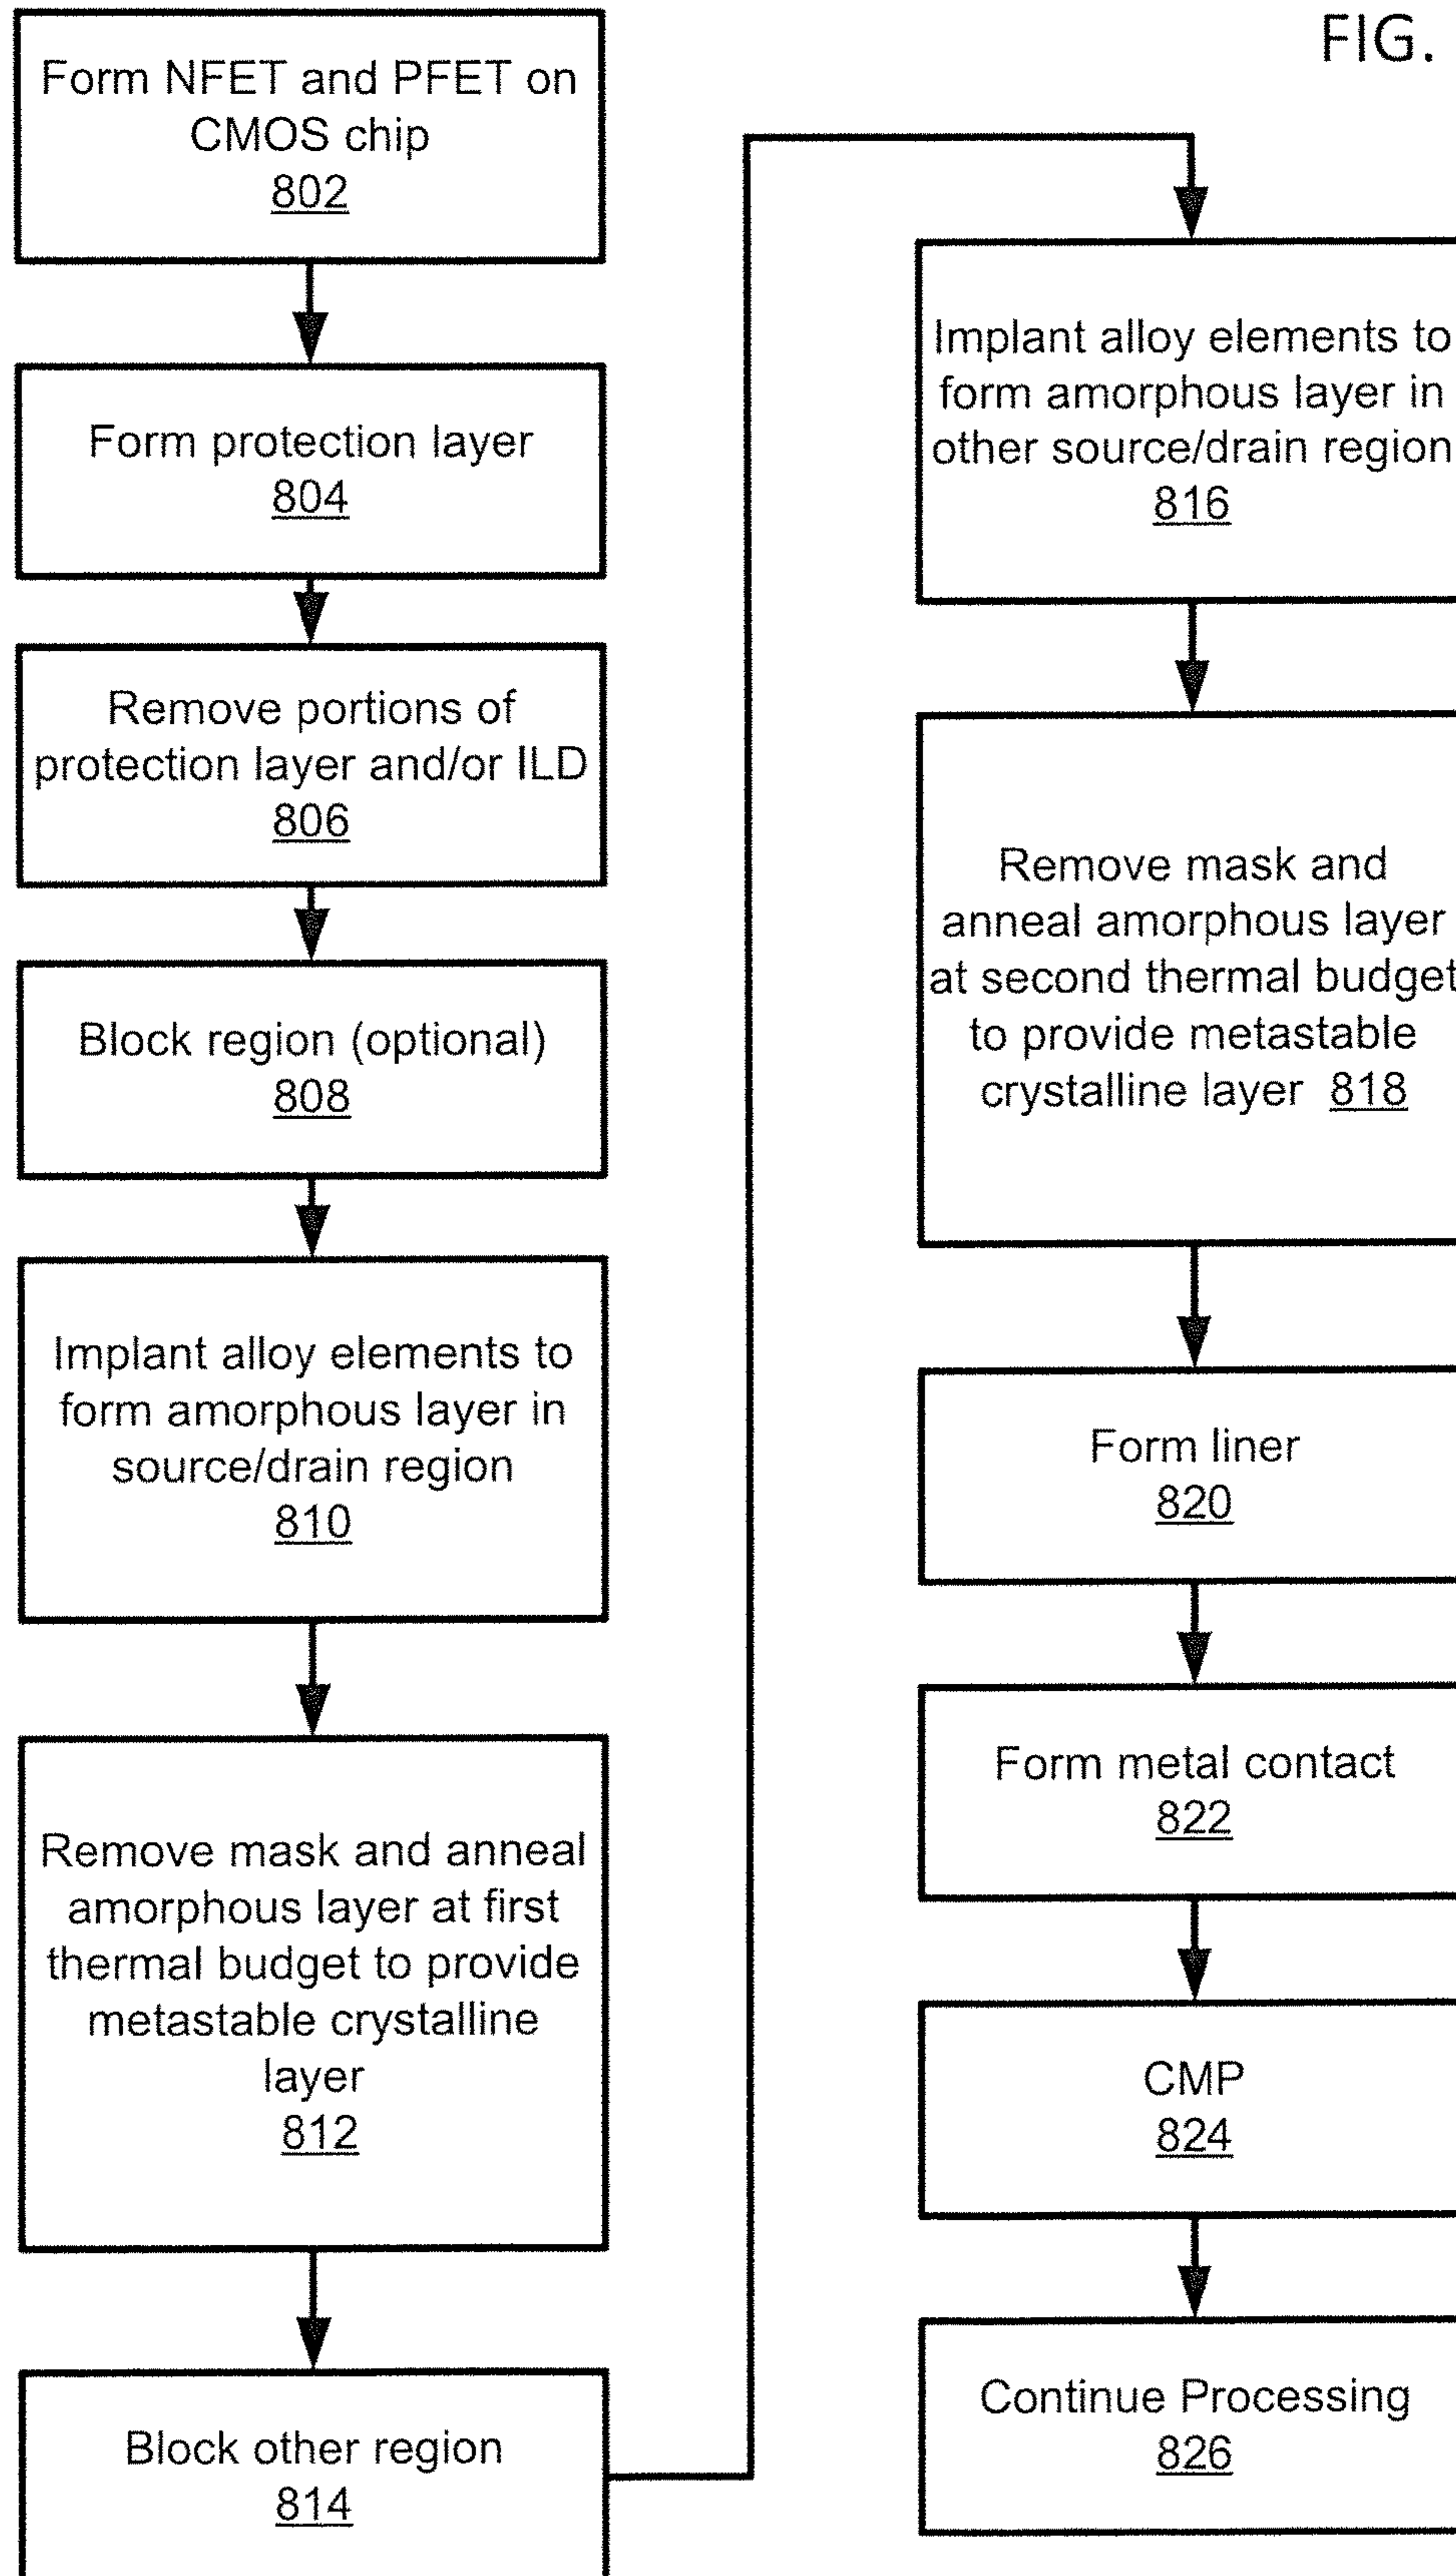 FIG.
Form NFET and PFET on
CMOS chip
802
Form protection layer
804
Remove portions of
protection layer and/or ILD
806
Block region (optional)
808
Implant alloy elements to
form amorphous layer in
source/drain region
810
Remove mask and anneal
amorphous layer at first
thermal budget to provide
metastable crystalline
layer
812
Block other region
814
Implant alloy elements to
form amorphous layer in
other source/drain region
816
Remove mask and
anneal amorphous layer
at second thermal budget
to provide metastable
crystalline layer 818
Form liner
820
Form metal contact
822
CMP
824
Continue Processing
826